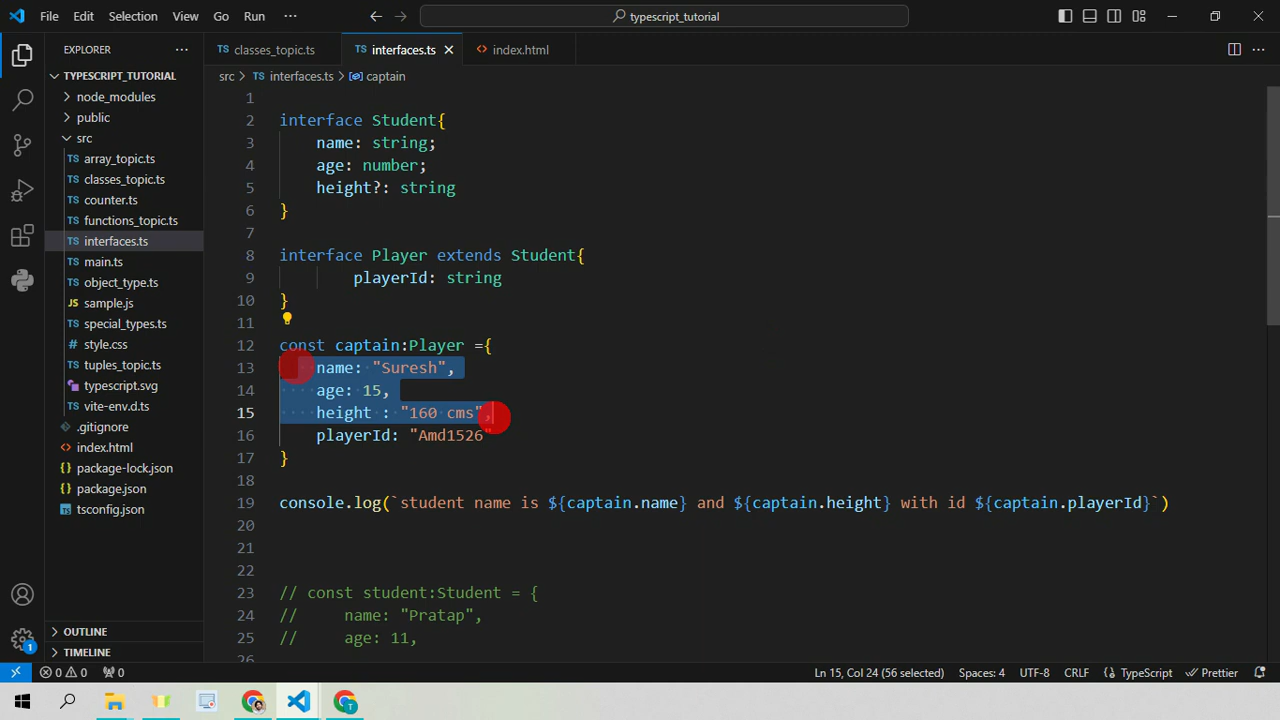 File Edit Selection View Go Run ··· typescript_tutorial
EXPLORER ···
classes_topic.ts interfaces.ts index.html
TYPESCRIPT_TUTORIAL
node_modules
public
src
array_topic.ts
classes_topic.ts
counter.ts
functions_topic.ts
interfaces.ts
main.ts
object_type.ts
sample.js
special_types.ts
style.css
tuples_topic.ts
typescript.svg
vite-env.d.ts
.gitignore
index.html
package-lock.json
package.json
tsconfig.json
OUTLINE
TIMELINE
src > TS interfaces.ts > captain
1
2 interface Student{
3 name: string;
4 age: number;
5 height?: string
6 }
7
8 interface Player extends Student{
9 playerId: string
10 }
11
12 const captain:Player ={
13 name: "Suresh",
14 age: 15,
15 height : "160 cms",
16 playerId: "Amd1526"
17 }
18
19 console.log(`student name is ${captain.name} and ${captain.height} with id ${captain.playerId}`)
20
21
22
23 // const student:Student = {
24 // name: "Pratap",
25 // age: 11,
26
0 0 0 Ln 15, Col 24 (56 selected) Spaces: 4 UTF-8 CRLF {} TypeScript Prettier